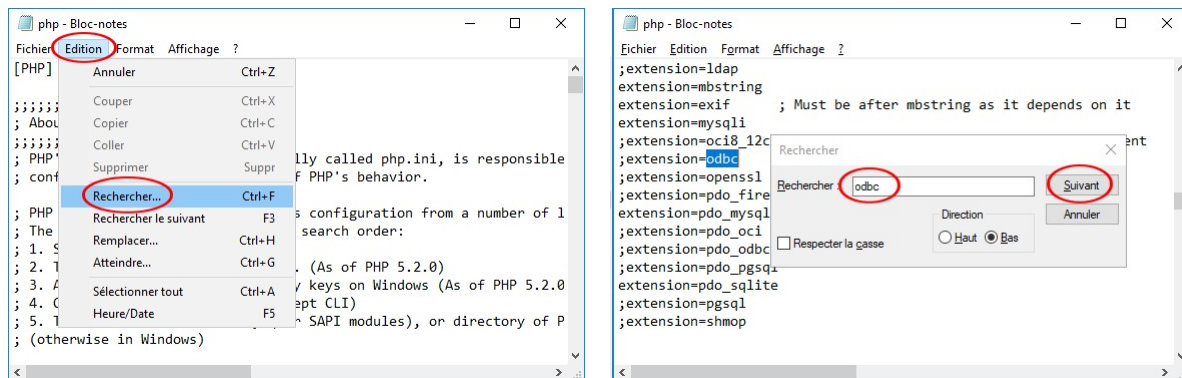 php - Bloc-notes
Fichier Edition Format Affichage ?
[PHP]
Annuler Ctrl+Z
;;;;;;
Couper Ctrl+X
; Abou
Copier Ctrl+C
;;;;;;
Coller Ctrl+V
; PHP' lly called php.ini, is responsible
Supprimer Suppr
; conf f PHP's behavior.
Rechercher... Ctrl+F
; PHP s configuration from a number of l
Rechercher le suivant F3
; The search order:
Remplacer... Ctrl+H
; 1. S
Atteindre... Ctrl+G
; 2. T . (As of PHP 5.2.0)
; 3. A y keys on Windows (As of PHP 5.2.0
Sélectionner tout Ctrl+A
; 4. C ept CLI)
Heure/Date F5
; 5. T r SAPI modules), or directory of P
; (otherwise in Windows)
php - Bloc-notes
Fichier Edition Format Affichage ?
;extension=ldap
extension=mbstring
extension=exif ; Must be after mbstring as it depends on it
extension=mysqli
;extension=oci8_12c ent
;extension=odbc
;extension=openssl
;extension=pdo_fire
extension=pdo_mysql
;extension=pdo_oci
;extension=pdo_odbc
;extension=pdo_pgsql
extension=pdo_sqlite
;extension=pgsql
;extension=shmop
Rechercher
Rechercher : odbc Suivant
Direction Annuler
Respecter la casse Haut Bas